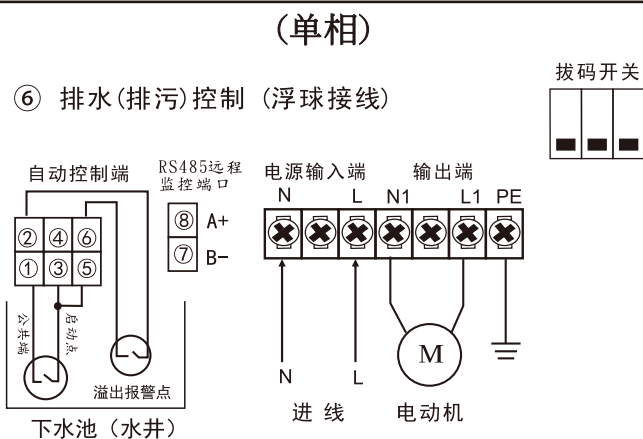 (单相)
⑥ 排水(排污)控制 (浮球接线)
拨码开关
自动控制端
RS485远程
监控端口
电源输入端
输出端
N L N1 L1 PE
② ④ ⑥
① ③ ⑤
⑧ A+
⑦ B-
公共端
启动点
溢出报警点
下水池（水井）
N L
进 线
M
电动机